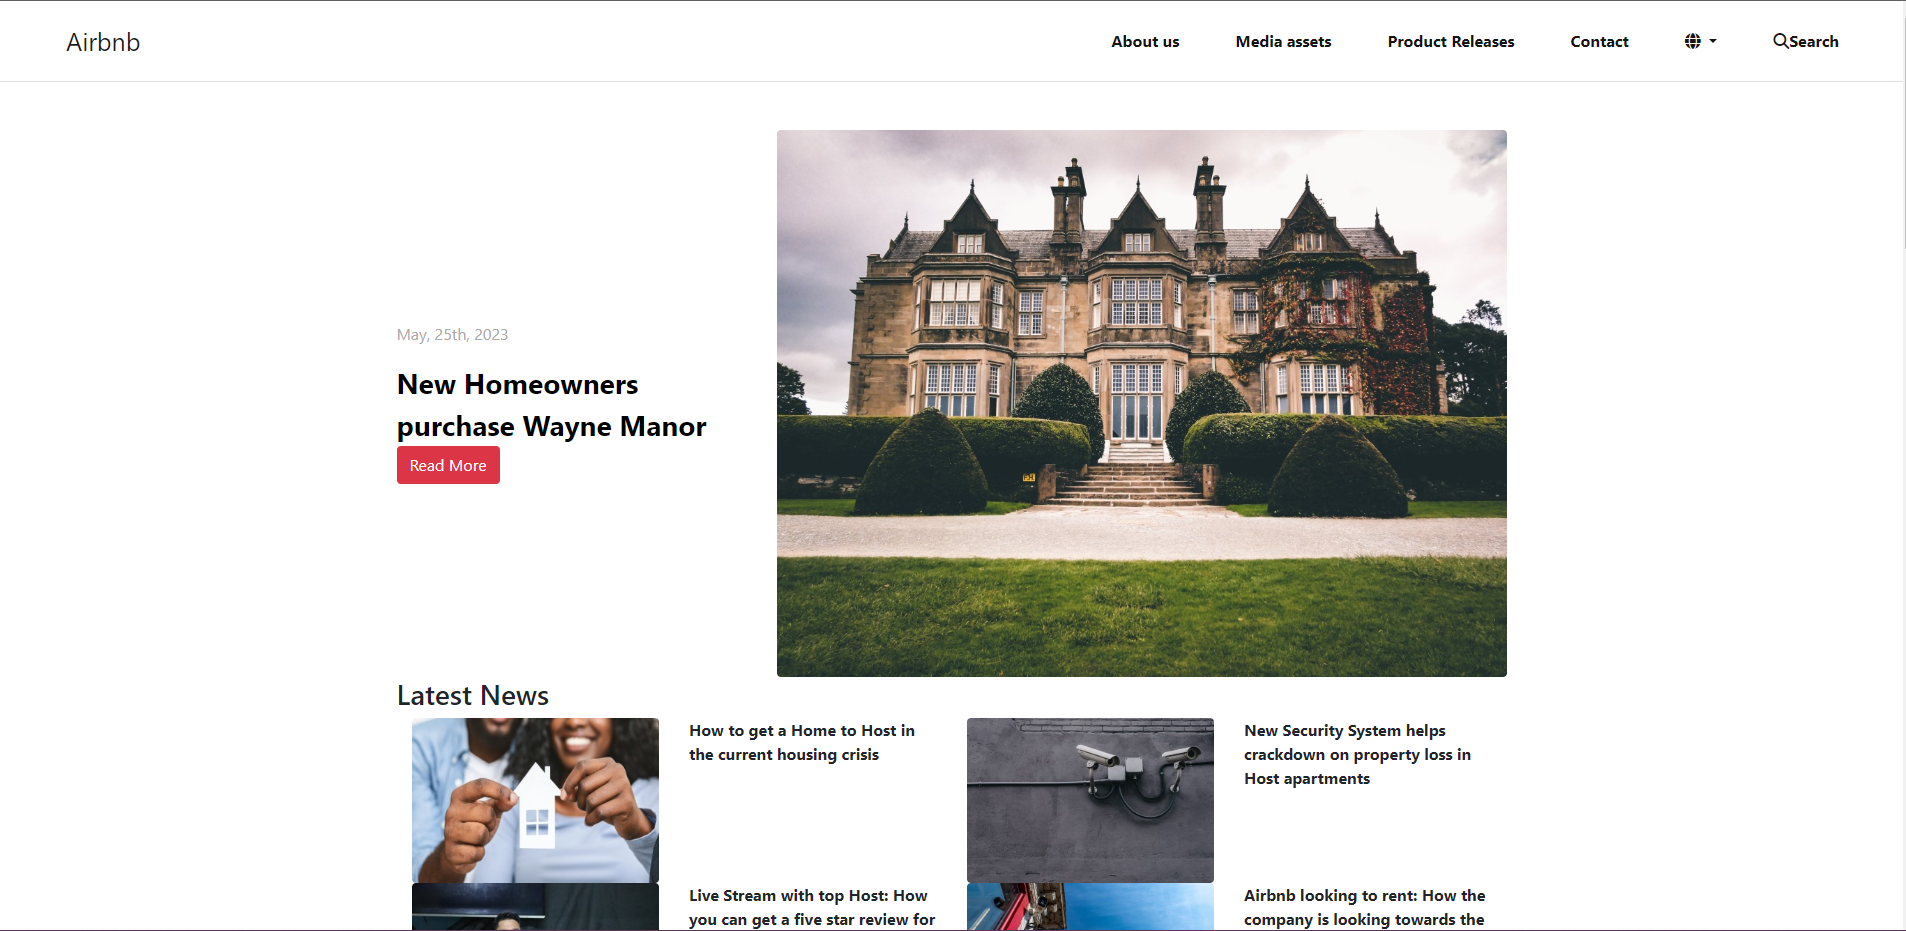 Airbnb
About us
Media assets
Product Releases
Contact
Search
May, 25th, 2023
New Homeowners
purchase Wayne Manor
Read More
Latest News
How to get a Home to Host in
the current housing crisis
New Security System helps
crackdown on property loss in
Host apartments
Live Stream with top Host: How
you can get a five star review for
Airbnb looking to rent: How the
company is looking towards the